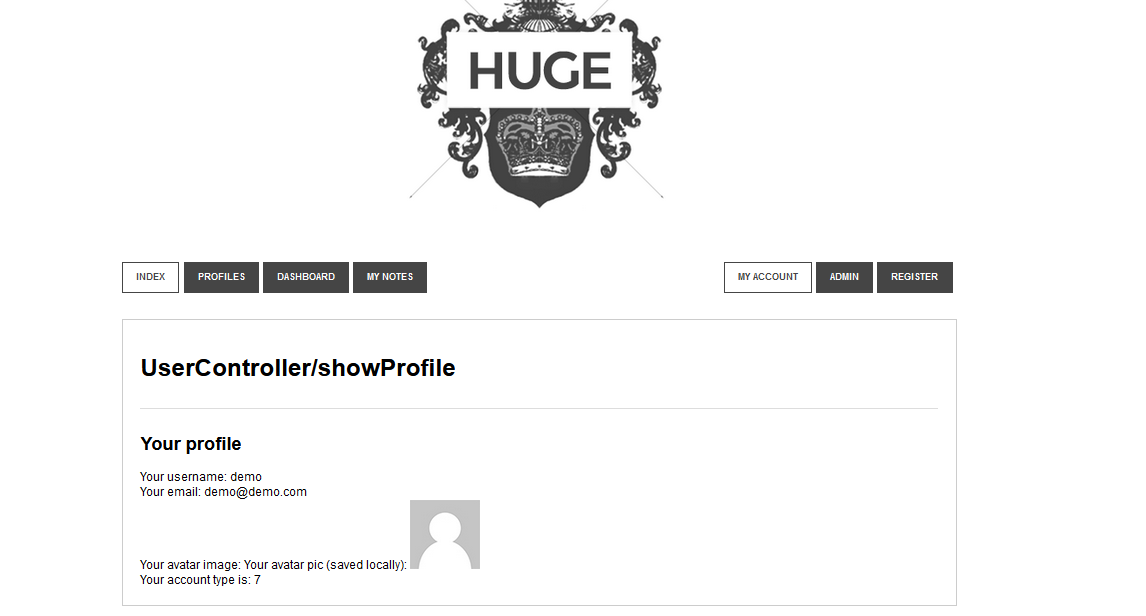 HUGE
INDEX PROFILES DASHBOARD MY NOTES MY ACCOUNT ADMIN REGISTER
UserController/showProfile
Your profile
Your username: demo
Your email: demo@demo.com
Your avatar image: Your avatar pic (saved locally):
Your account type is: 7